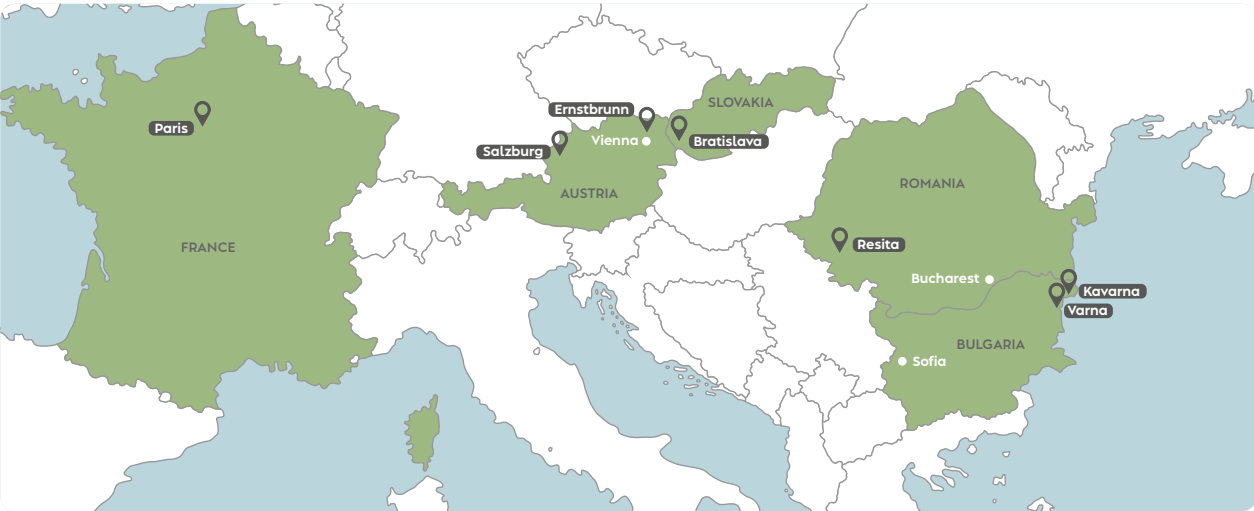 SLOVAKIA
Ernstbrunn
Paris
Vienna
Bratislava
Salzburg
ROMANIA
AUSTRIA
FRANCE
Resita
Bucharest
Kavarna
Varna
BULGARIA
Sofia